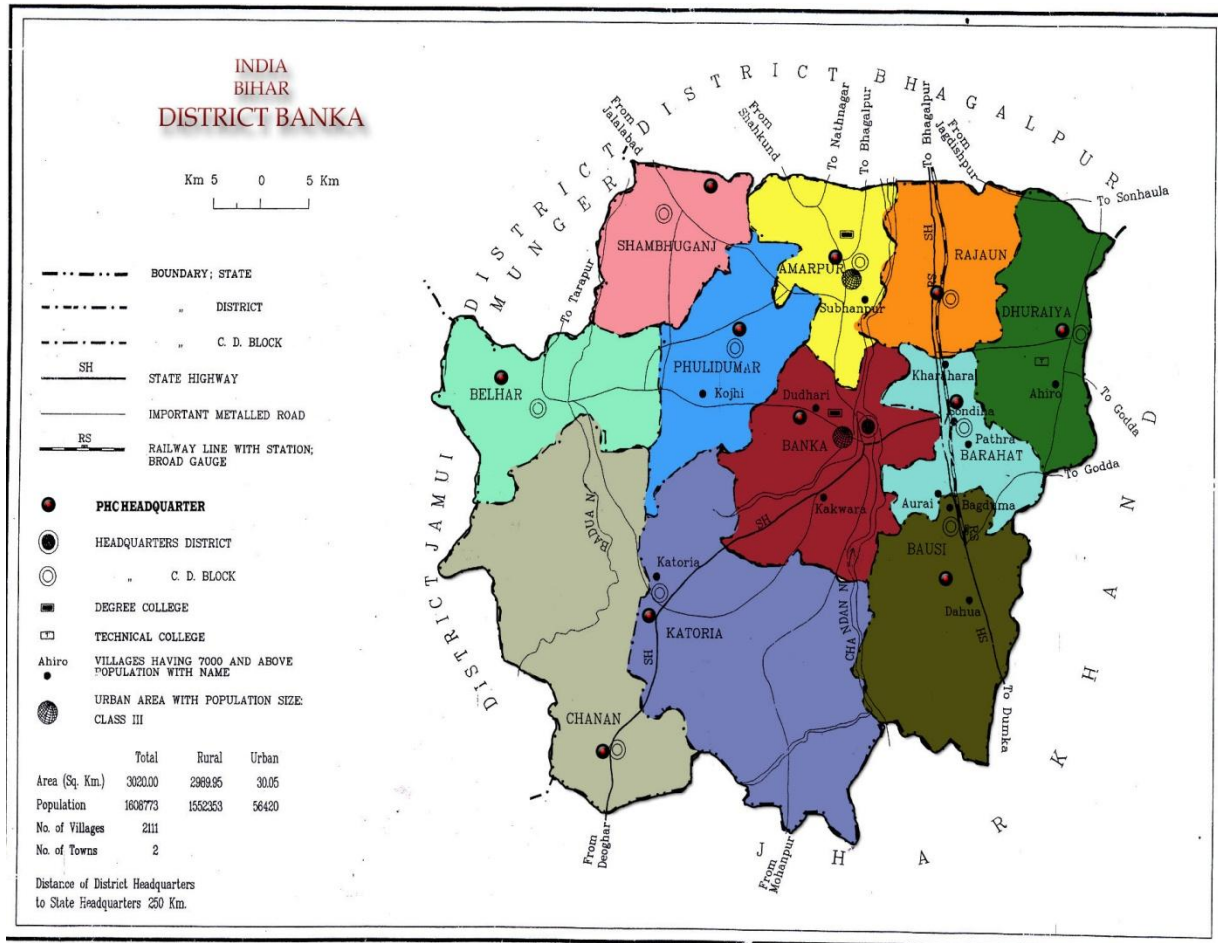 INDIA
BIHAR
DISTRICT BANKA
Km 5 0 5 Km
BOUNDARY; STATE
" DISTRICT
" C. D. BLOCK
SH
STATE HIGHWAY
IMPORTANT METALLED ROAD
RS
RAILWAY LINE WITH STATION;
BROAD GAUGE
PHC HEADQUARTER
HEADQUARTERS DISTRICT
" C. D. BLOCK
DEGREE COLLEGE
T
TECHNICAL COLLEGE
Ahiro
VILLAGES HAVING 7000 AND ABOVE
POPULATION WITH NAME
URBAN AREA WITH POPULATION SIZE:
CLASS III
Total Rural Urban
Area (Sq. Km.) 3020.00 2989.95 30.05
Population 1608773 1552353 56420
No. of Villages 2111
No. of Towns 2
Distance of District Headquarters
to State Headquarters 250 Km.
DISTRICT MUNGER
DISTRICT BHAGALPUR
DISTRICT JAMUI
JHARKHAND
From
Jalalabad
From
Shahkund
To Nathnagar
To Bhagalpur
To Bhagalpur
From
Jagdishpur
To Sonhaula
To Tarapur
To Godda
To Godda
To Dumka
From
Mohanpur
From
Deoghar
SHAMBHUGANJ
AMARPUR
Subhanpur
SH
RAJAUN
DHURAIYA
T
Ahiro
PHULIDUMAR
Kojhi
BELHAR
Kharahara
Sondiha
Pathra
BARAHAT
Dudhari
BANKA
Kakwara
SH
Aurai
Bagduma
BAUSI
Dahua
SH
BADUA N
Katoria
KATORIA
SH
CHANDAN N
CHANAN